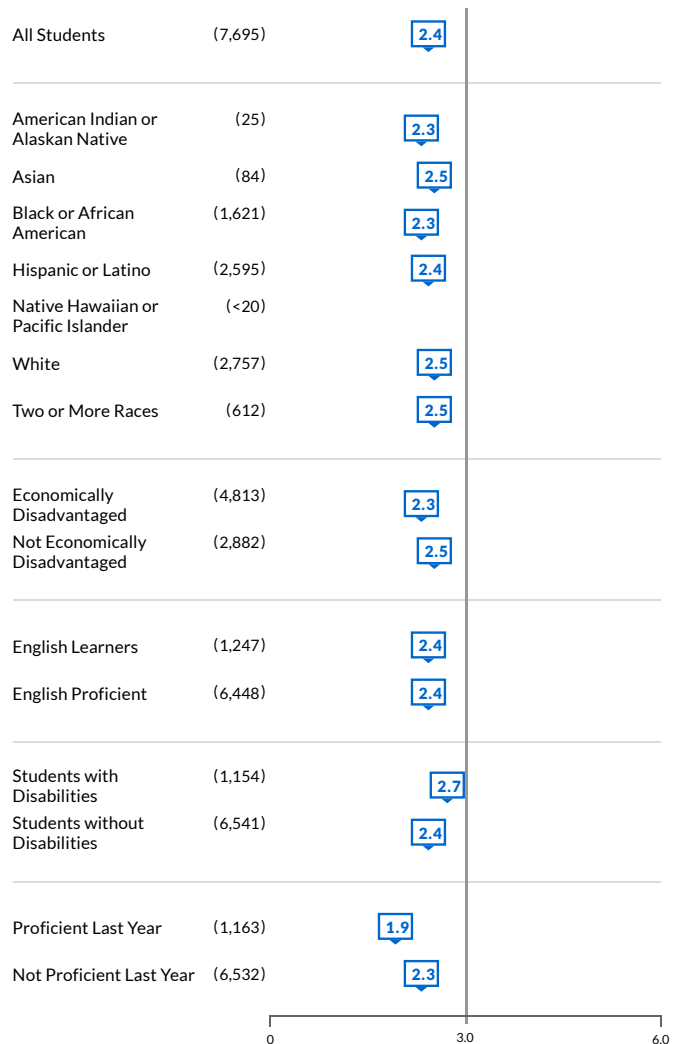 All Students (7,695) 2.4
American Indian or (25)
Alaskan Native 2.3
Asian (84) 2.5
Black or African (1,621)
American 2.3
Hispanic or Latino (2,595) 2.4
Native Hawaiian or (<20)
Pacific Islander
White (2,757) 2.5
Two or More Races (612) 2.5
Economically (4,813)
Disadvantaged 2.3
Not Economically (2,882)
Disadvantaged 2.5
English Learners (1,247) 2.4
English Proficient (6,448) 2.4
Students with (1,154)
Disabilities 2.7
Students without (6,541)
Disabilities 2.4
Proficient Last Year (1,163) 1.9
Not Proficient Last Year (6,532) 2.3
0 3.0 6.0